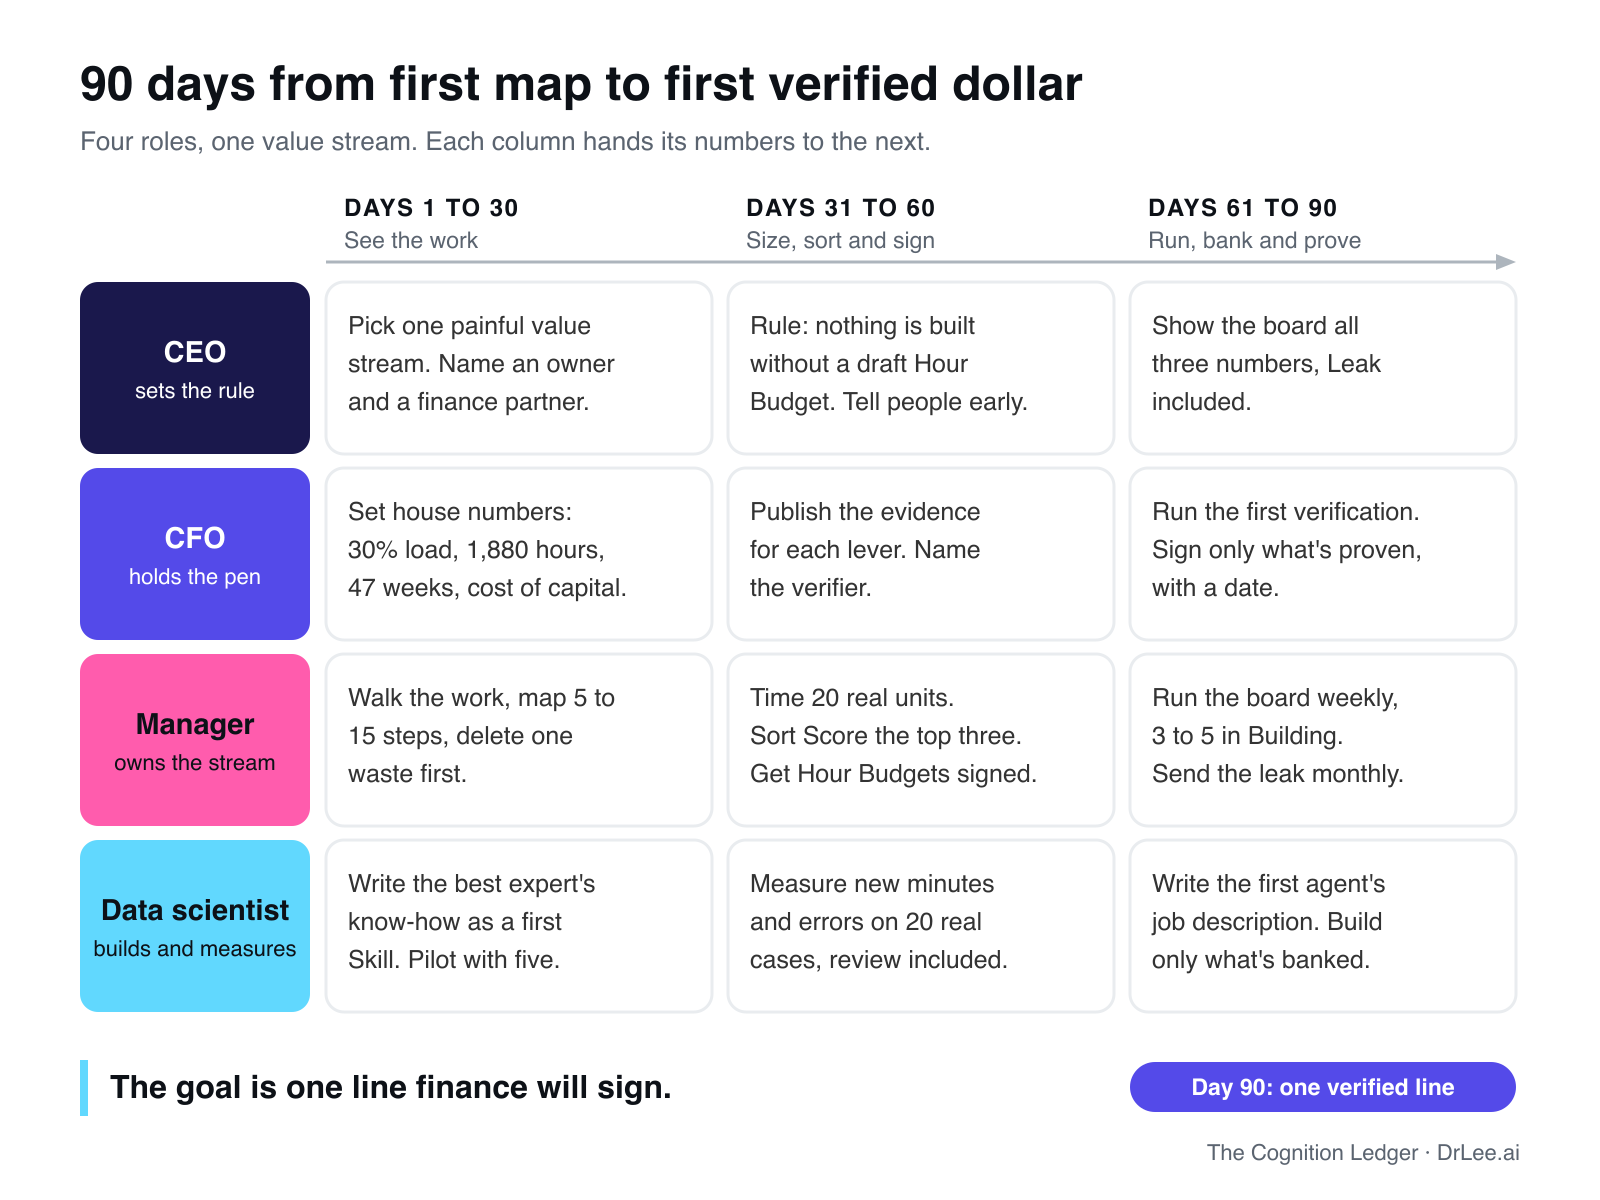 90 days from first map to first verified dollar
Four roles, one value stream. Each column hands its numbers to the next.
DAYS 1 TO 30
See the work
DAYS 31 TO 60
Size, sort and sign
DAYS 61 TO 90
Run, bank and prove
CEO
sets the rule
Pick one painful value
stream. Name an owner
and a finance partner.
Rule: nothing is built
without a draft Hour
Budget. Tell people early.
Show the board all
three numbers, Leak
included.
CFO
holds the pen
Set house numbers:
30% load, 1,880 hours,
47 weeks, cost of capital.
Publish the evidence
for each lever. Name
the verifier.
Run the first verification.
Sign only what's proven,
with a date.
Manager
owns the stream
Walk the work, map 5 to
15 steps, delete one
waste first.
Time 20 real units.
Sort Score the top three.
Get Hour Budgets signed.
Run the board weekly,
3 to 5 in Building.
Send the leak monthly.
Data scientist
builds and measures
Write the best expert's
know-how as a first
Skill. Pilot with five.
Measure new minutes
and errors on 20 real
cases, review included.
Write the first agent's
job description. Build
only what's banked.
The goal is one line finance will sign.
Day 90: one verified line
The Cognition Ledger · DrLee.ai